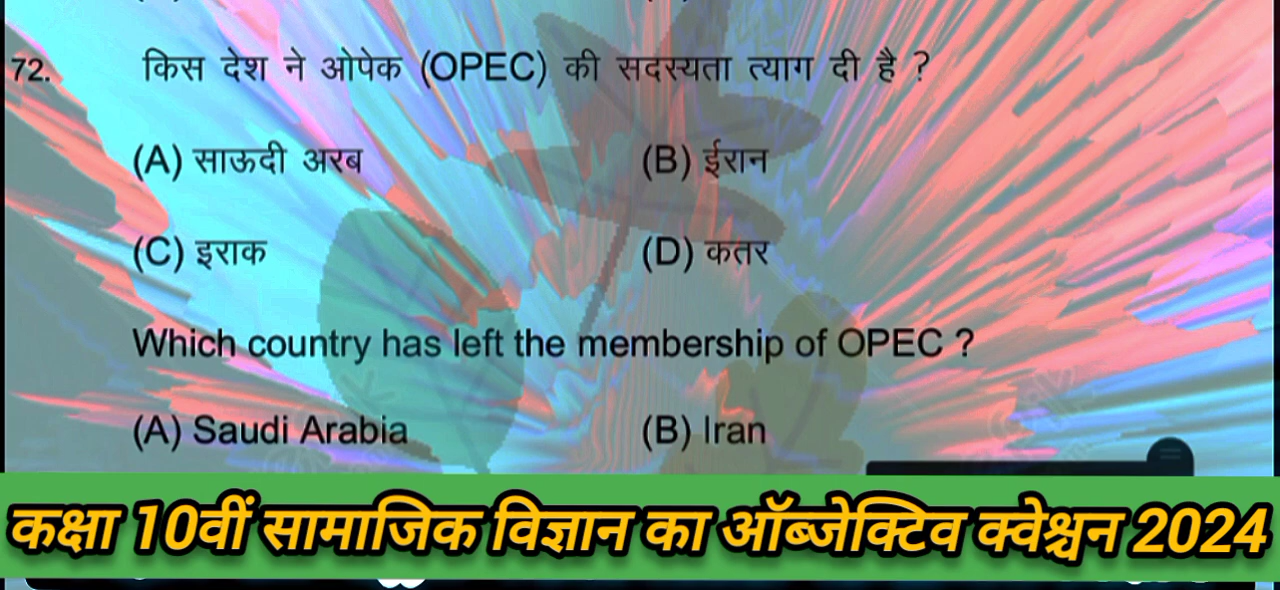 72. किस देश ने ओपेक (OPEC) की सदस्यता त्याग दी है ?
(A) साऊदी अरब (B) ईरान
(C) इराक (D) कतर
Which country has left the membership of OPEC ?
(A) Saudi Arabia (B) Iran
कक्षा 10वीं सामाजिक विज्ञान का ऑब्जेक्टिव क्वेश्चन 2024